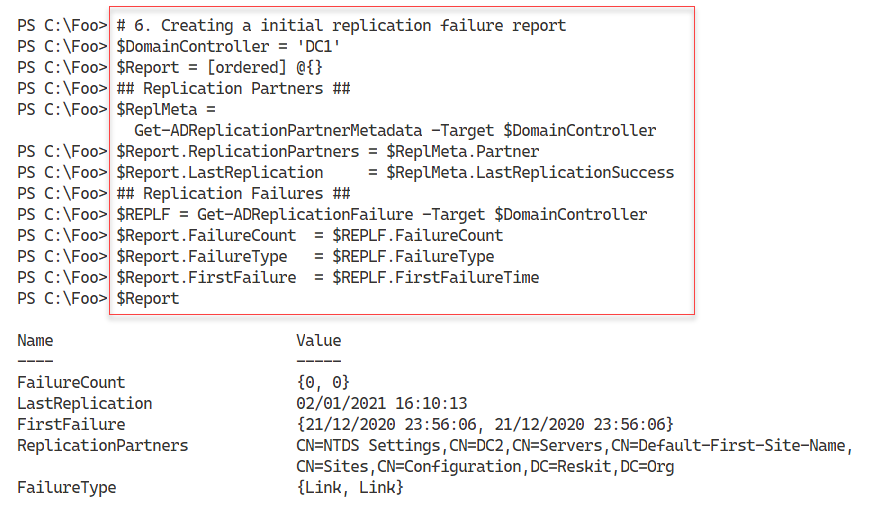 PS C:\Foo> # 6. Creating a initial replication failure report
PS C:\Foo> $DomainController = 'DC1'
PS C:\Foo> $Report = [ordered] @{}
PS C:\Foo> ## Replication Partners ##
PS C:\Foo> $ReplMeta =
Get-ADReplicationPartnerMetadata -Target $DomainController
PS C:\Foo> $Report.ReplicationPartners = $ReplMeta.Partner
PS C:\Foo> $Report.LastReplication     = $ReplMeta.LastReplicationSuccess
PS C:\Foo> ## Replication Failures ##
PS C:\Foo> $REPLF = Get-ADReplicationFailure -Target $DomainController
PS C:\Foo> $Report.FailureCount  = $REPLF.FailureCount
PS C:\Foo> $Report.FailureType   = $REPLF.FailureType
PS C:\Foo> $Report.FirstFailure  = $REPLF.FirstFailureTime
PS C:\Foo> $Report
Name                           Value
----                           -----
FailureCount                   {0, 0}
LastReplication                02/01/2021 16:10:13
FirstFailure                   {21/12/2020 23:56:06, 21/12/2020 23:56:06}
ReplicationPartners            CN=NTDS Settings,CN=DC2,CN=Servers,CN=Default-First-Site-Name,
CN=Sites,CN=Configuration,DC=Reskit,DC=Org
FailureType                    {Link, Link}